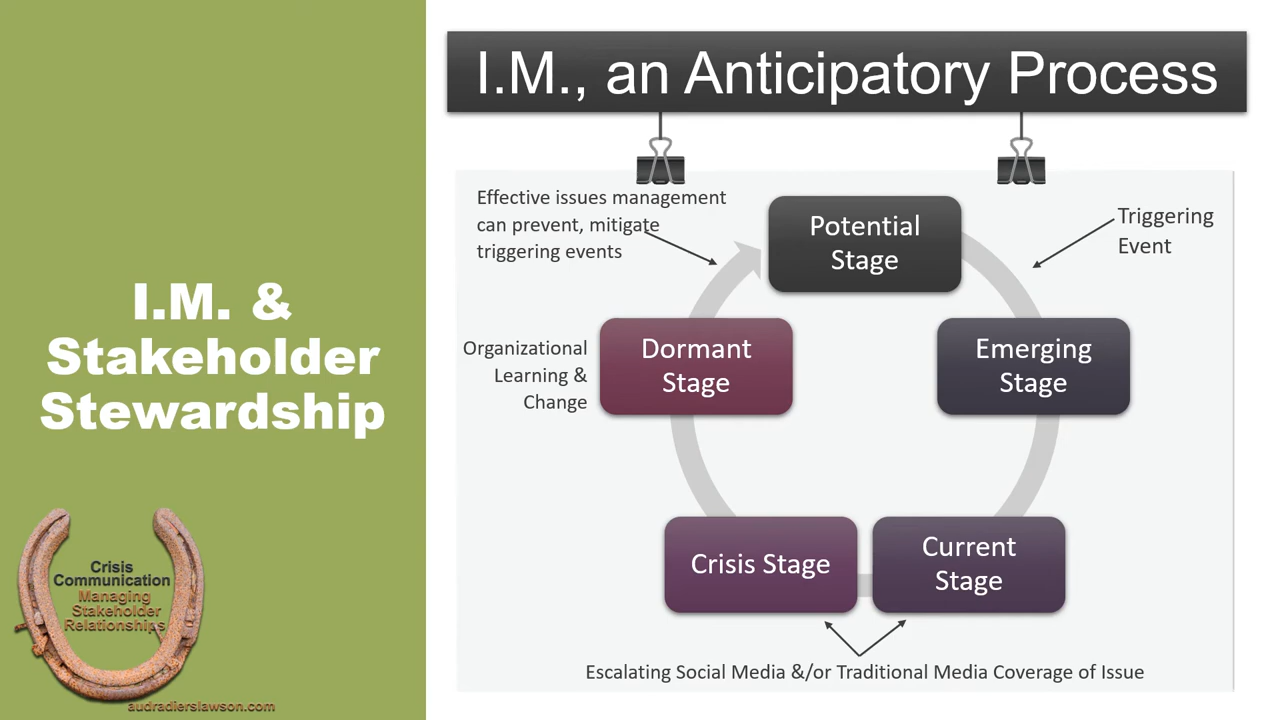 I.M. &
Stakeholder
Stewardship
Crisis
Communication
Managing
Stakeholder
Relationships
audradierslawson.com
I.M., an Anticipatory Process
Effective issues management
can prevent, mitigate
triggering events
Potential
Stage
Triggering
Event
Organizational
Learning &
Change
Dormant
Stage
Emerging
Stage
Crisis Stage
Current
Stage
Escalating Social Media &/or Traditional Media Coverage of Issue